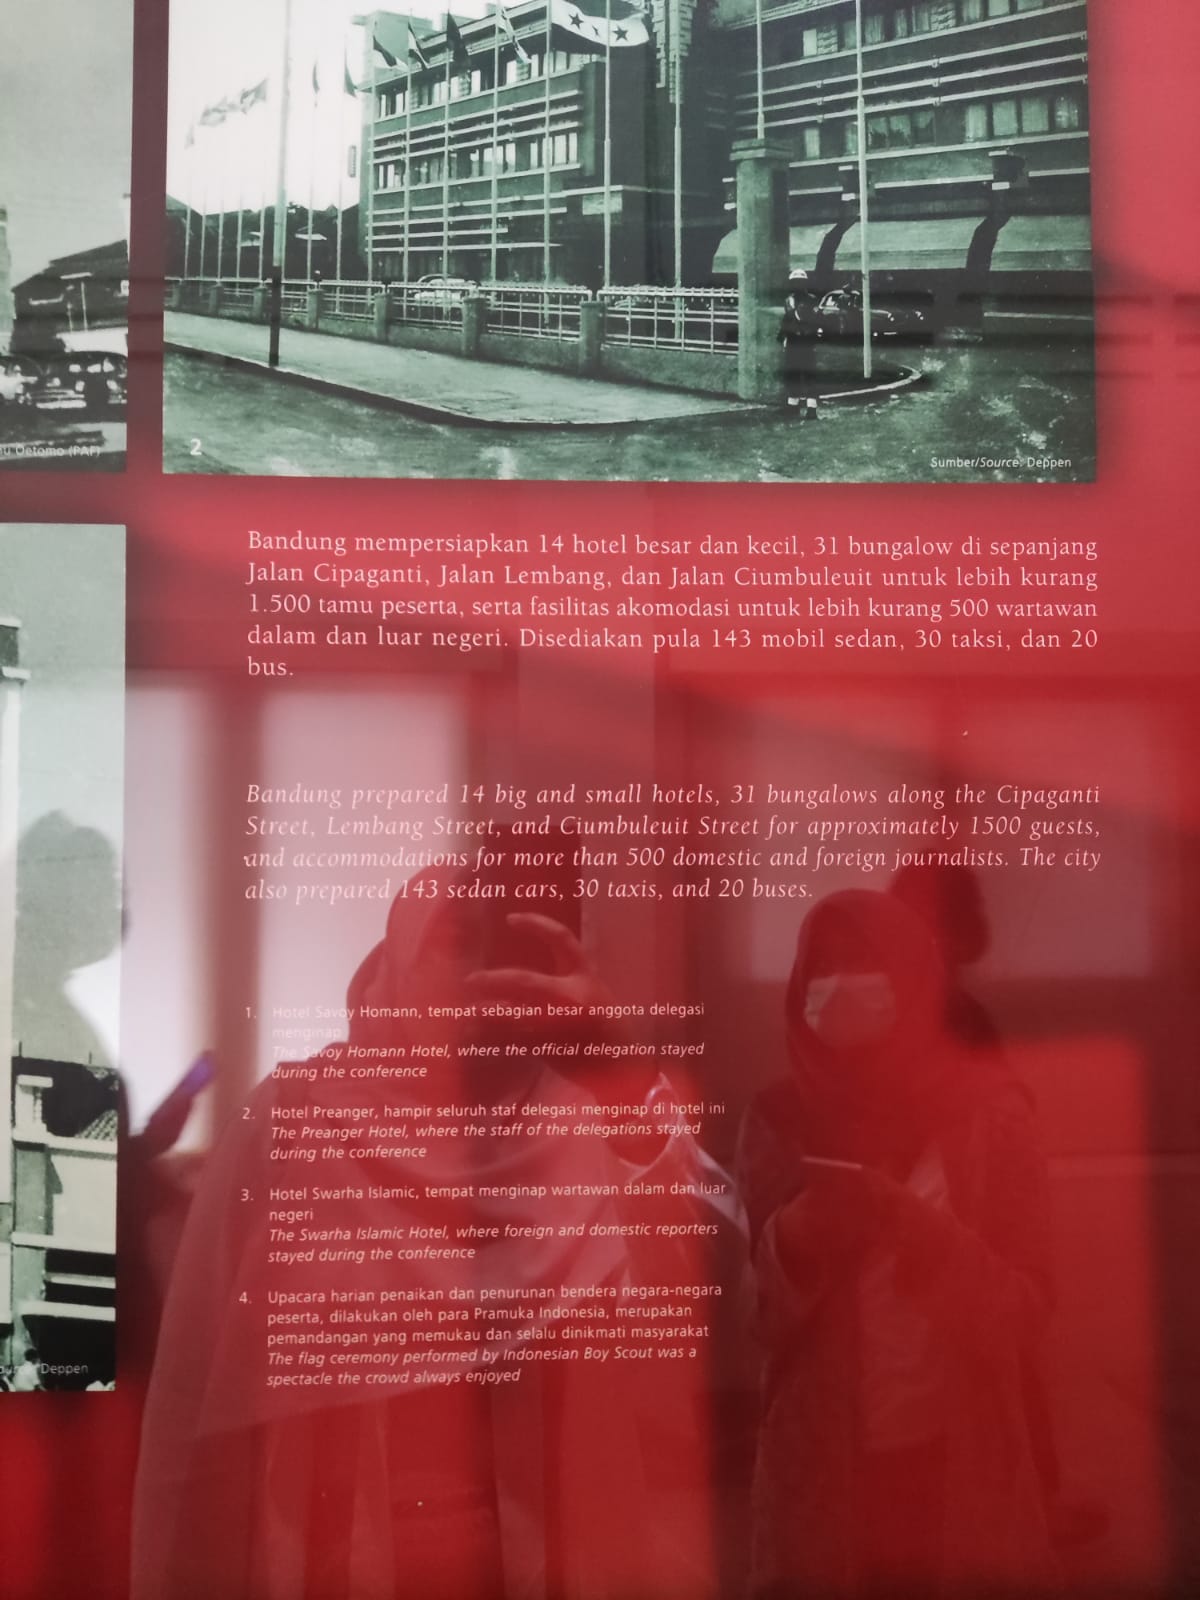 Detomo (PAF)
2
Sumber/Source: Deppen
Bandung mempersiapkan 14 hotel besar dan kecil, 31 bungalow di sepanjang
Jalan Cipaganti, Jalan Lembang, dan Jalan Ciumbuleuit untuk lebih kurang
1.500 tamu peserta, serta fasilitas akomodasi untuk lebih kurang 500 wartawan
dalam dan luar negeri. Disediakan pula 143 mobil sedan, 30 taksi, dan 20
bus.
Bandung prepared 14 big and small hotels, 31 bungalows along the Cipaganti
Street, Lembang Street, and Ciumbuleuit Street for approximately 1500 guests,
and accommodations for more than 500 domestic and foreign journalists. The city
also prepared 143 sedan cars, 30 taxis, and 20 buses.
1. Hotel Savoy Homann, tempat sebagian besar anggota delegasi
menginap
The Savoy Homann Hotel, where the official delegation stayed
during the conference
2. Hotel Preanger, hampir seluruh staf delegasi menginap di hotel ini
The Preanger Hotel, where the staff of the delegations stayed
during the conference
3. Hotel Swarha Islamic, tempat menginap wartawan dalam dan luar
negeri
The Swarha Islamic Hotel, where foreign and domestic reporters
stayed during the conference
4. Upacara harian penaikan dan penurunan bendera negara-negara
peserta, dilakukan oleh para Pramuka Indonesia, merupakan
pemandangan yang memukau dan selalu dinikmati masyarakat
The flag ceremony performed by Indonesian Boy Scout was a
spectacle the crowd always enjoyed
Deppen